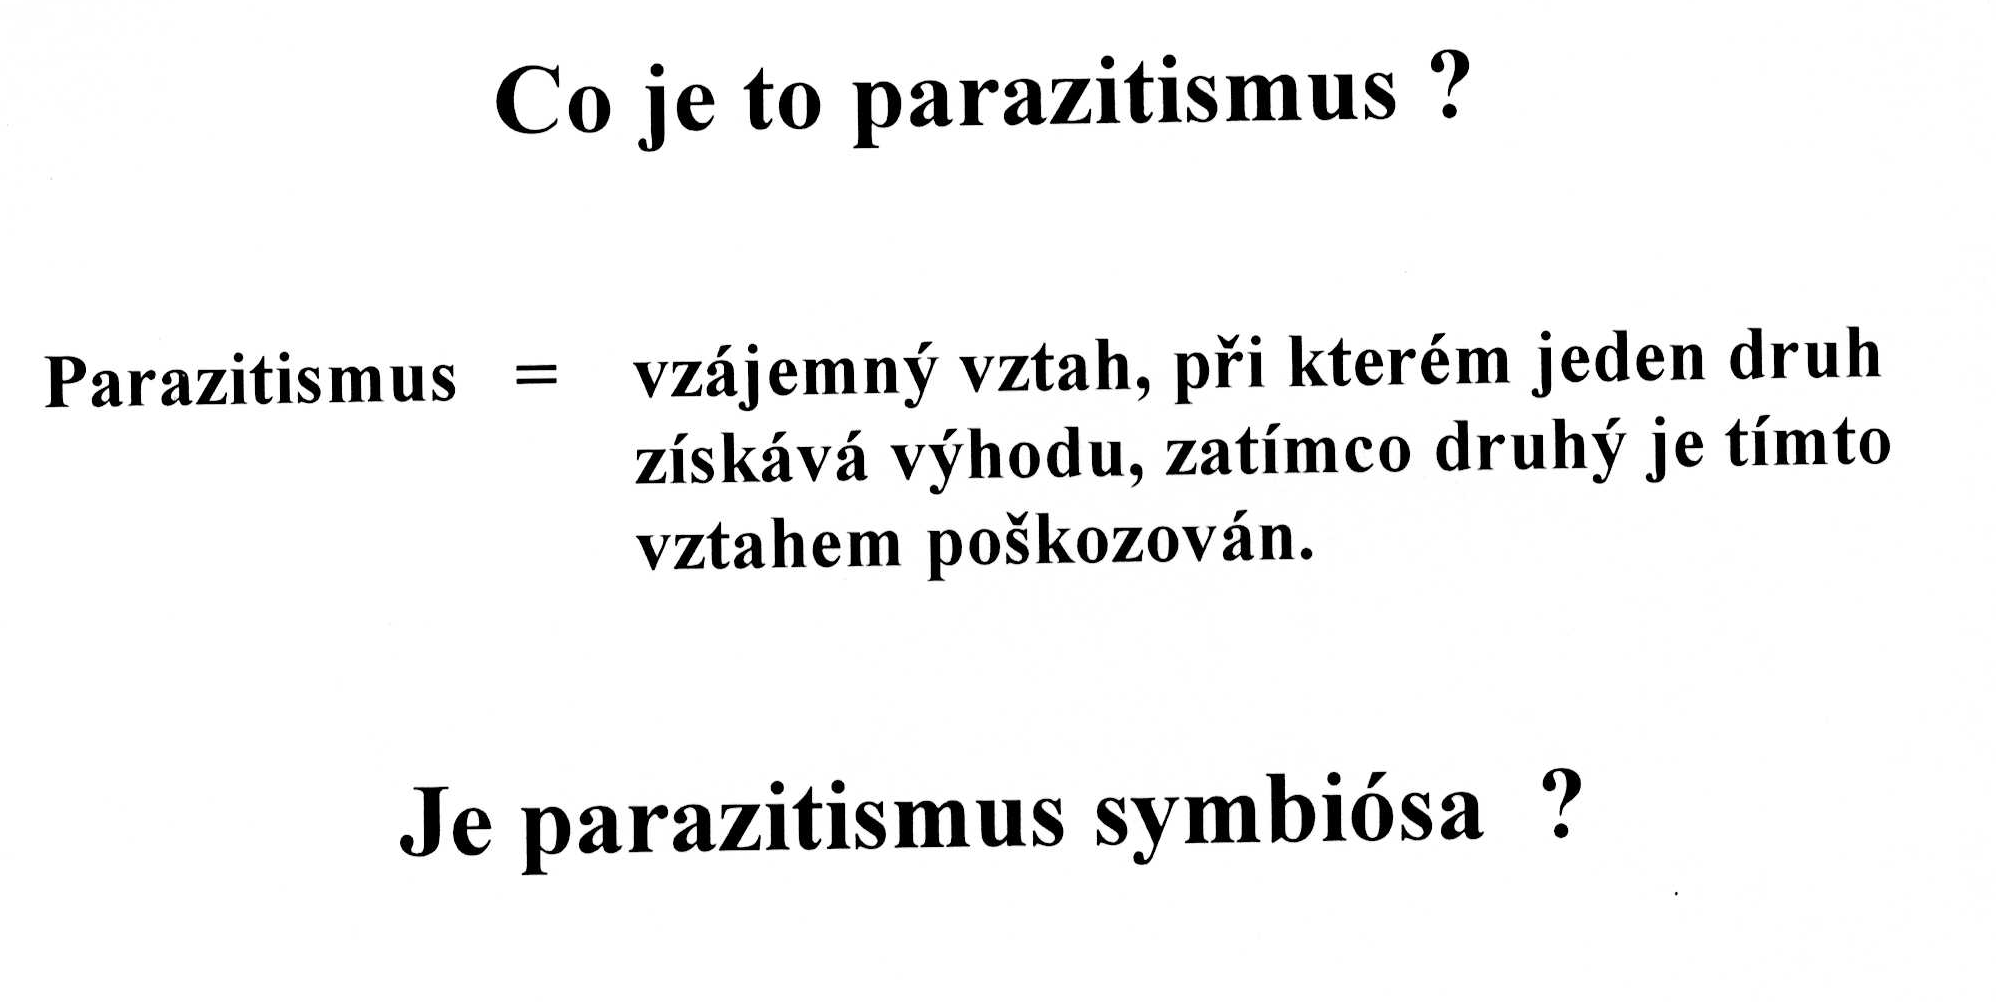 Co je to parazitismus ?
Parazitismus = vzájemný vztah, při kterém jeden druh
získává výhodu, zatímco druhý je tímto
vztahem poškozován.
Je parazitismus symbiósa ?